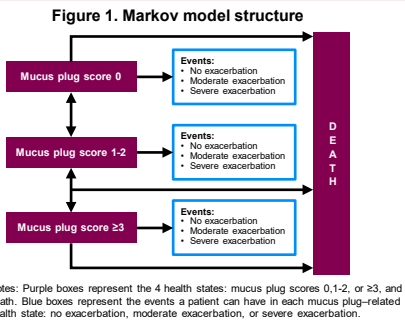 Figure 1. Markov model structure
Mucus plug score 0
Events:
• No exacerbation
• Moderate exacerbation
• Severe exacerbation
Mucus plug score 1-2
Events:
• No exacerbation
• Moderate exacerbation
• Severe exacerbation
Mucus plug score ≥3
Events:
• No exacerbation
• Moderate exacerbation
• Severe exacerbation
D
E
A
T
H
otes: Purple boxes represent the 4 health states: mucus plug scores 0,1-2, or ≥3, and
ath. Blue boxes represent the events a patient can have in each mucus plug–related
alth state: no exacerbation, moderate exacerbation, or severe exacerbation.